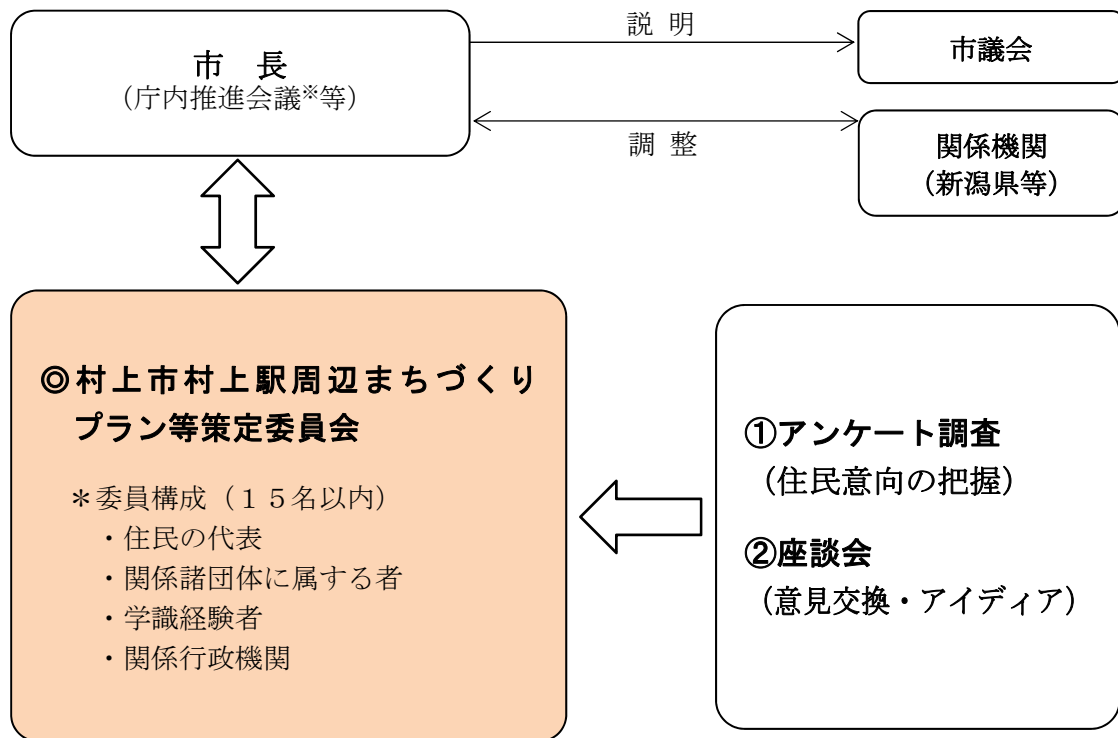 市　長
（庁内推進会議※等）
説 明
市議会
調 整
関係機関
（新潟県等）
◎村上市村上駅周辺まちづくり
プラン等策定委員会
＊委員構成（１５名以内）
・住民の代表
・関係諸団体に属する者
・学識経験者
・関係行政機関
①アンケート調査
（住民意向の把握）
②座談会
（意見交換・アイディア）